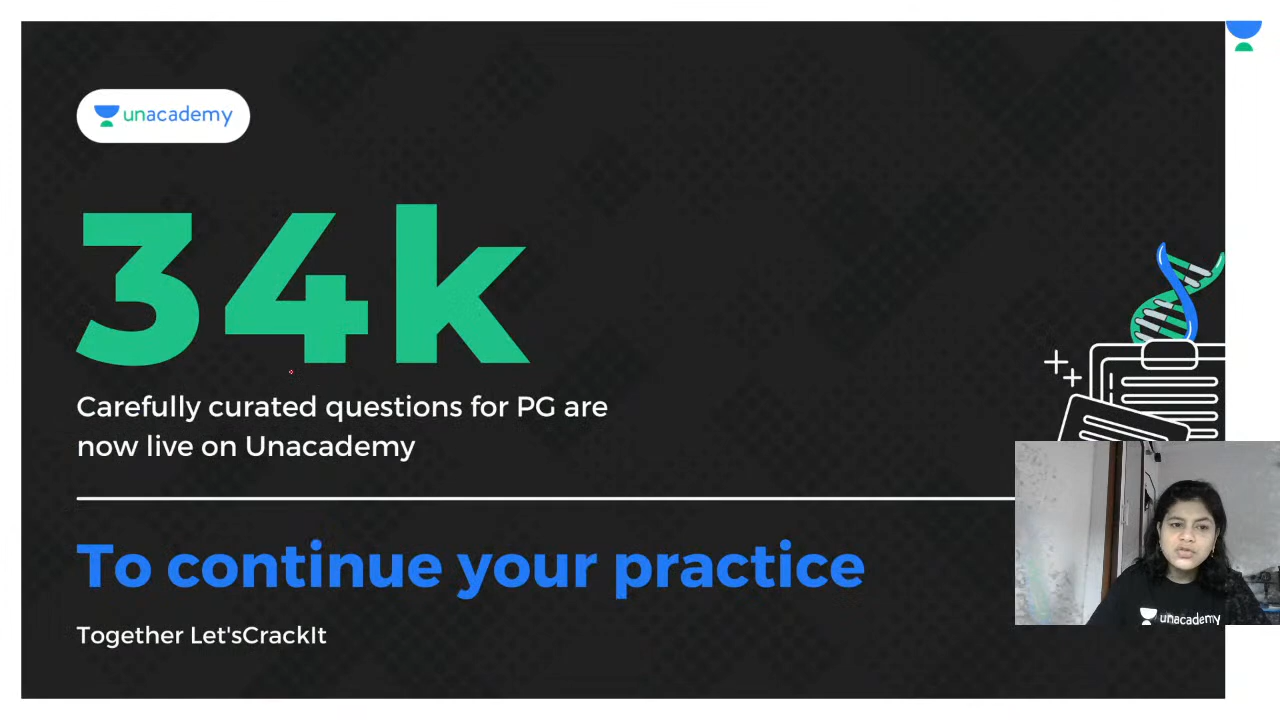 unacademy
34k
Carefully curated questions for PG are
now live on Unacademy
To continue your practice
Together Let'sCrackIt
unacademy